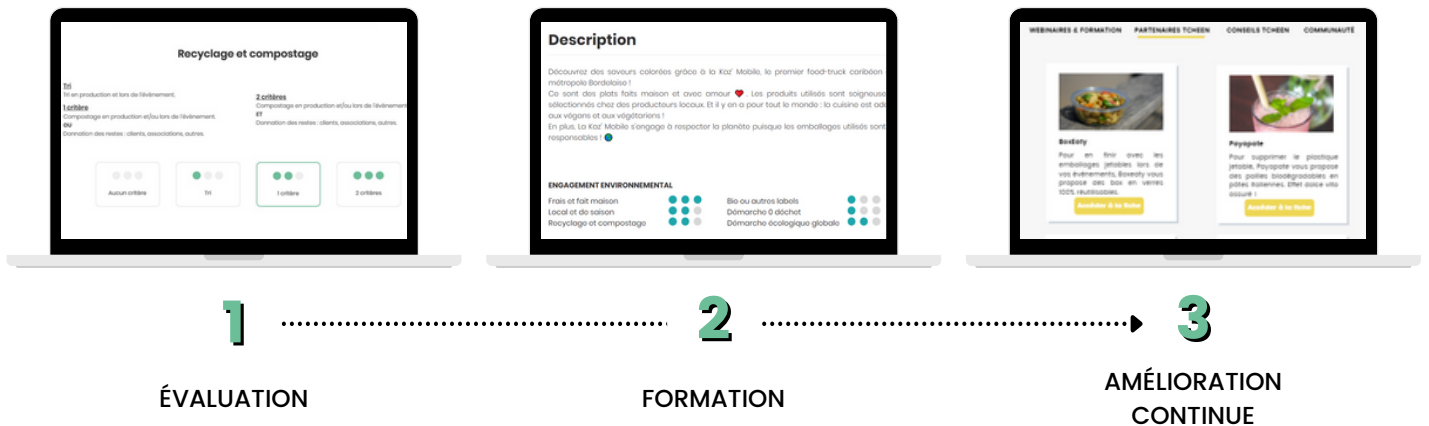 Recyclage et compostage
Tri
Tri en production et lors de l'évènement.
1 critère
Compostage en production et/ou lors de l'évènement.
OU
Donnation des restes : clients, associations, autres.
2 critères
Compostage en production et/ou lors de l'évènement
ET
Donnation des restes : clients, associations, autres.
Aucun critère
Tri
1 critère
2 critères
Description
Découvrez des saveurs colorées grâce à la Kaz' Mobile, le premier food-truck caribéen
métropole Bordelaise !
Ce sont des plats faits maison et avec amour ❤️. Les produits utilisés sont soigneuse
sélectionnés chez des producteurs locaux. Et il y en a pour tout le monde : la cuisine est ada
aux végans et aux végétariens !
En plus, La Kaz' Mobile s'engage à respecter la planète puisque les emballages utilisés sont
responsables ! 🌎
ENGAGEMENT ENVIRONNEMENTAL
Frais et fait maison
Local et de saison
Recyclage et compostage
Bio ou autres labels
Démarche 0 déchet
Démarche écologique globale
WEBINAIRES & FORMATION PARTENAIRES TCHEEN CONSEILS TCHEEN COMMUNAUTÉ
BoxEaty
Pour en finir avec les
emballages jetables lors de
vos évènements, Boxeaty vous
propose des box en verres
100% réutilisables.
Accéder à la fiche
Payapate
Pour supprimer le plastique
jetable, Payapate vous propose
des pailles biodégradables en
pâtes italiennes. Effet dolce vita
assuré !
Accéder à la fiche
1
2
3
ÉVALUATION
FORMATION
AMÉLIORATION
CONTINUE